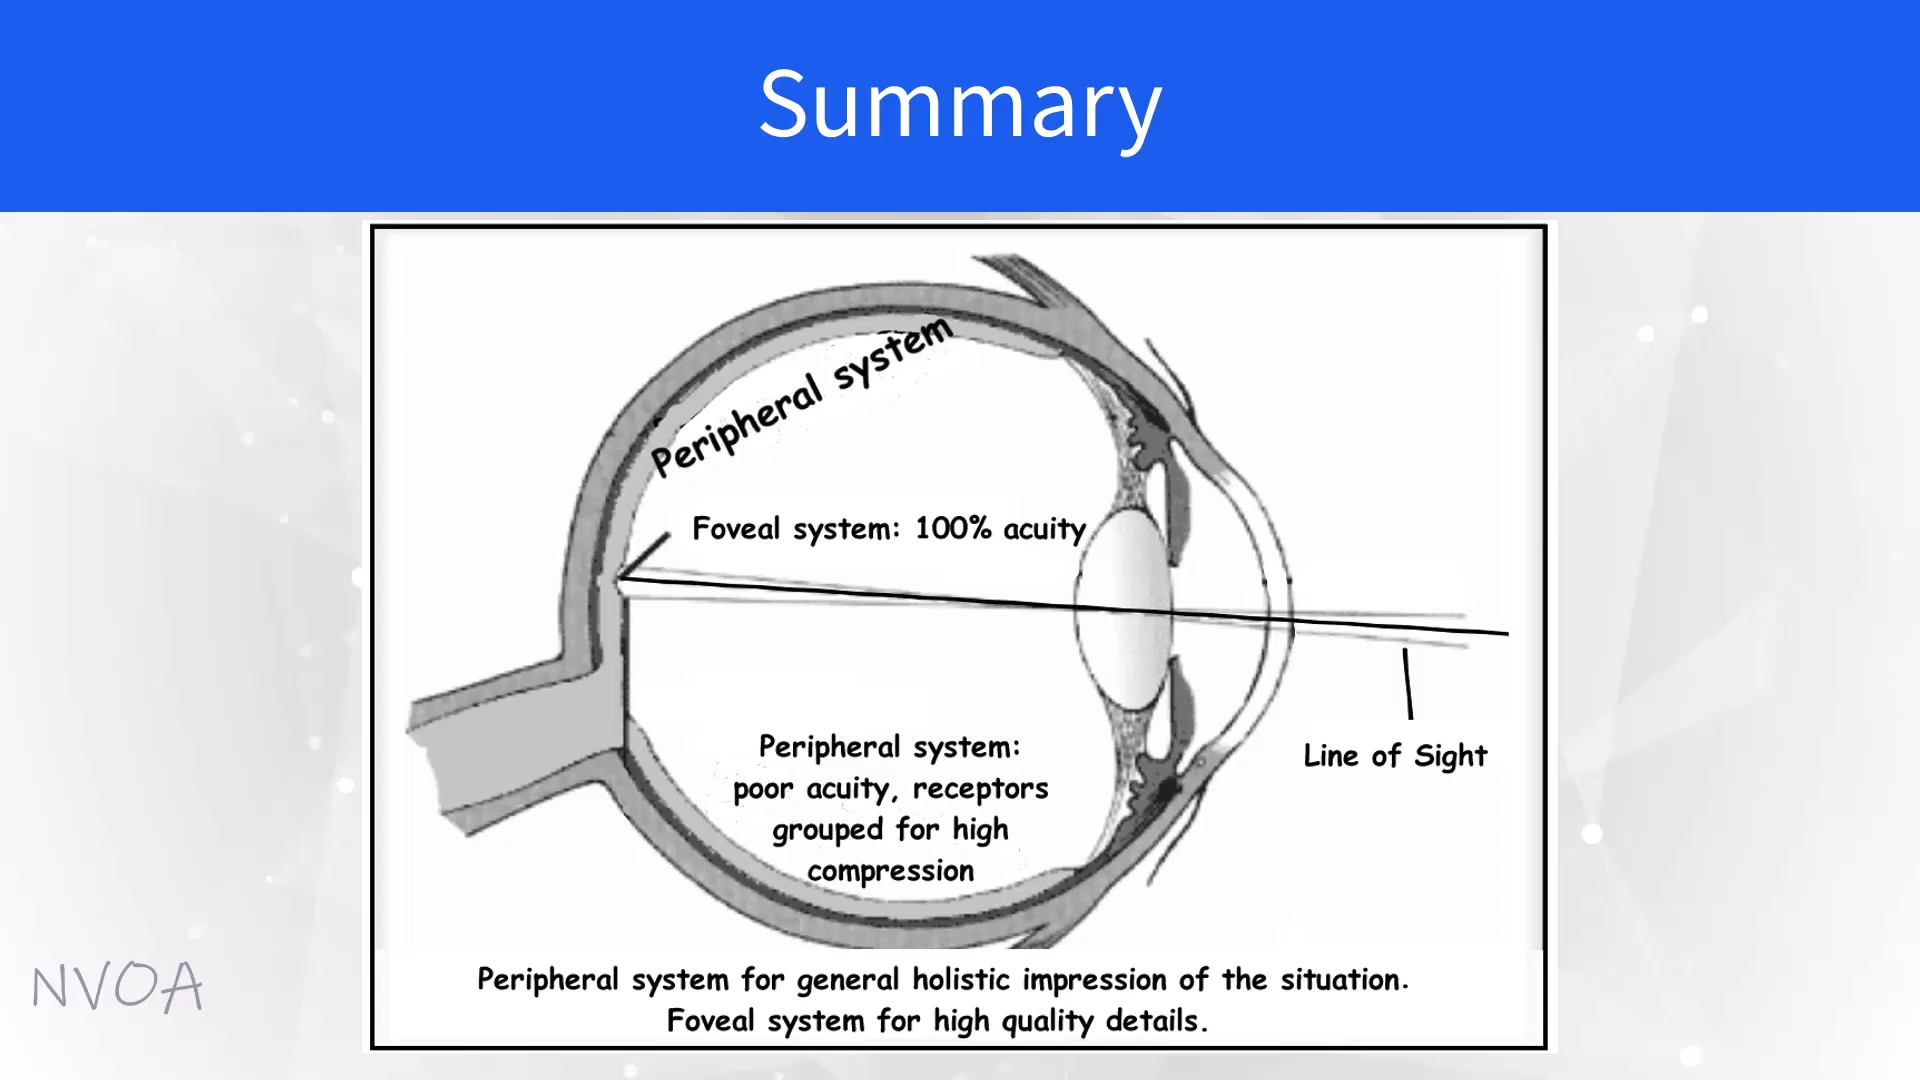 Summary
Peripheral system
Foveal system: 100% acuity
Line of Sight
Peripheral system:
poor acuity, receptors
grouped for high
compression
Peripheral system for general holistic impression of the situation.
Foveal system for high quality details.
NVOA